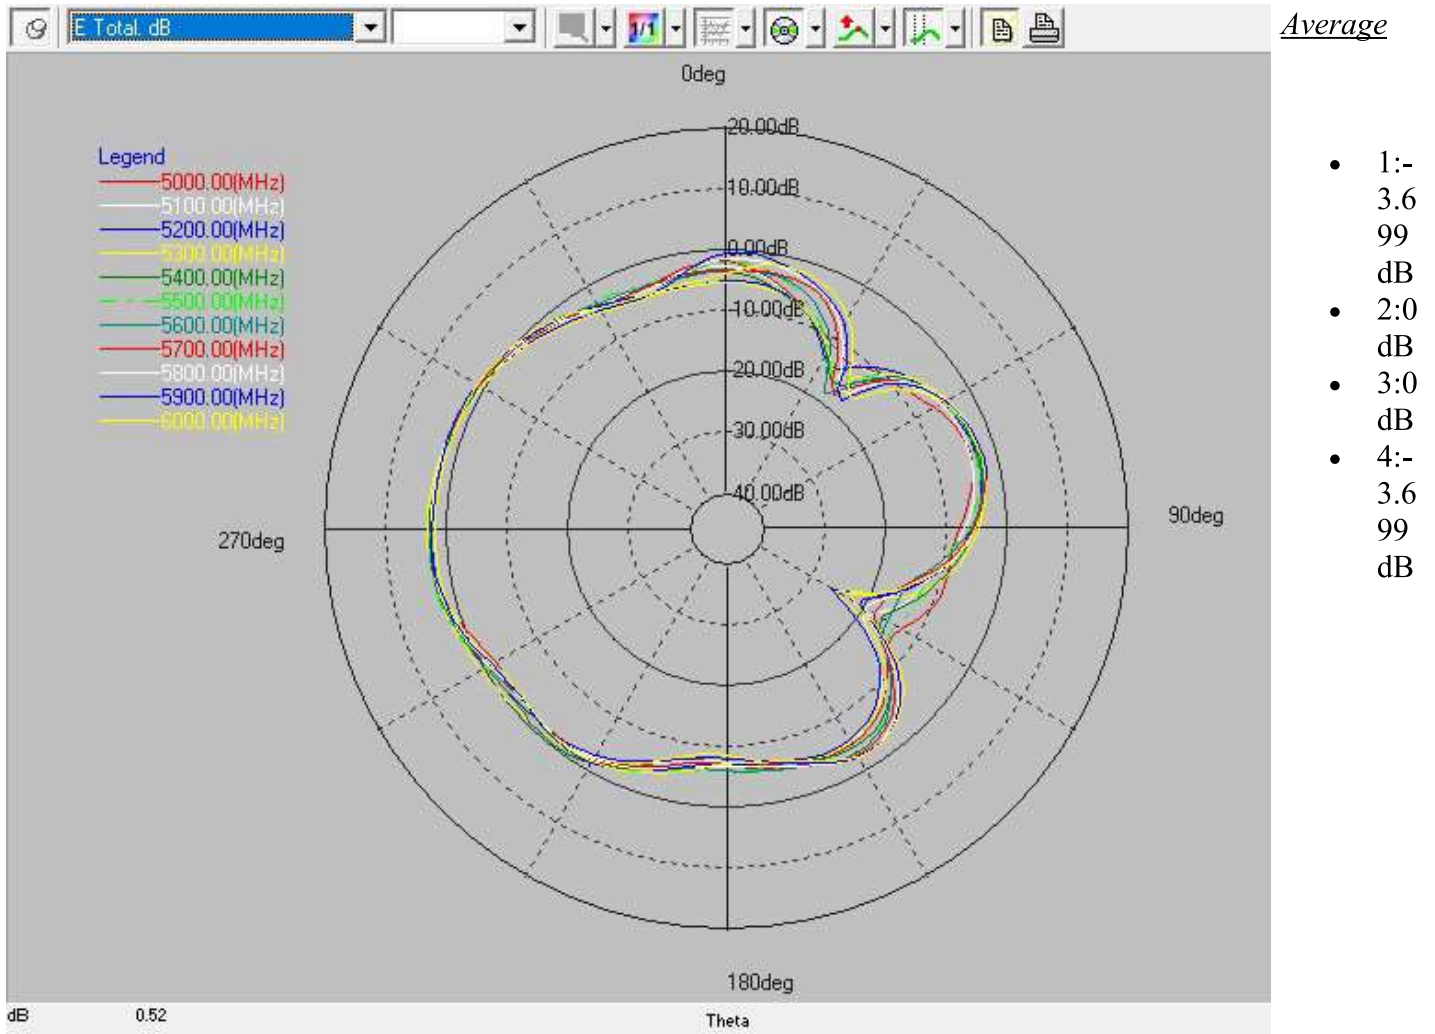 E Total. dB
1/1
Average
0deg
20.00dB
10.00dB
0.00dB
-10.00dB
-20.00dB
-30.00dB
-40.00dB
Legend
5000.00(MHz)
5100.00(MHz)
5200.00(MHz)
5300.00(MHz)
5400.00(MHz)
5500.00(MHz)
5600.00(MHz)
5700.00(MHz)
5800.00(MHz)
5900.00(MHz)
6000.00(MHz)
90deg
270deg
180deg
• 1:-
3.6
99
dB
• 2:0
dB
• 3:0
dB
• 4:-
3.6
99
dB
dB 0.52
Theta